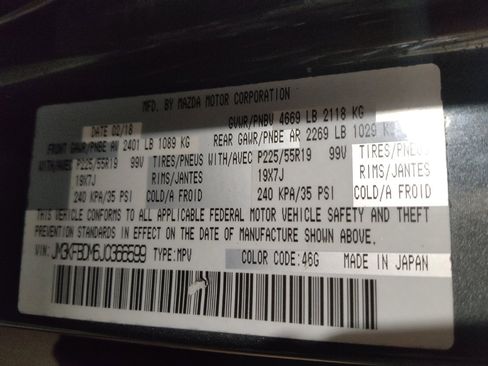 MFD. BY MAZDA MOTOR CORPORATION
DATE 02/18 GVWR/PNBV 4669 LB 2118 KG
FRONT GAWR/PNBE AV 2401 LB 1089 KG REAR GAWR/PNBE AR 2269 LB 1029 K
WITH/AVEC P225/55R19 99V TIRES/PNEUS WITH/AVEC P225/55R19 99V TIRES/PNEUS
19X7J RIMS/JANTES 19X7J RIMS/JANTES
240 KPA/35 PSI COLD/A FROID 240 KPA/35 PSI COLD/A FROID
THIS VEHICLE CONFORMS TO ALL APPLICABLE FEDERAL MOTOR VEHICLE SAFETY AND THEFT
PREVENTION STANDARDS IN EFFECT ON THE DATE OF MANUFACTURE SHOWN ABOVE.
VIN: TYPE:MPV COLOR CODE:46G MADE IN JAPAN